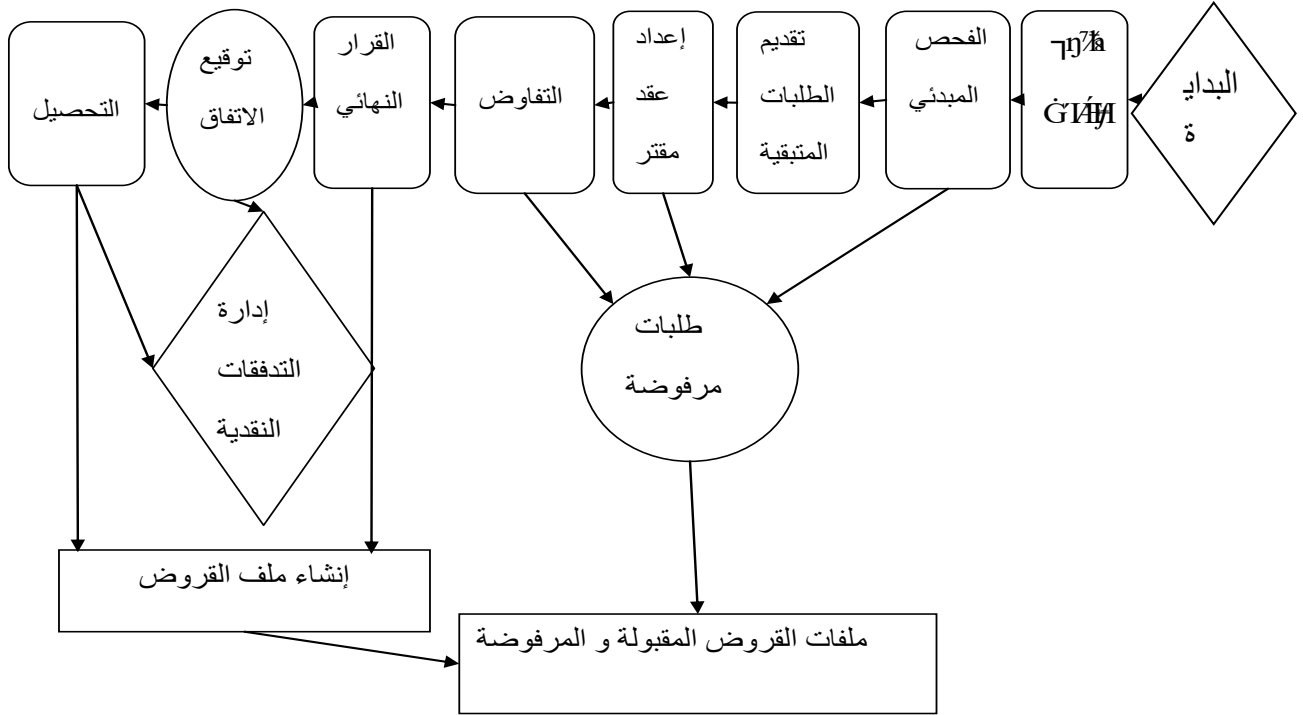 البداي
ة
الفحص
المبدئي
تقديم
الطلبات
المتبقية
إعداد
عقد
مقتر
التفاوض
القرار
النهائي
توقيع
الاتفاق
التحصيل
إدارة
التدفقات
النقدية
طلبات
مرفوضة
إنشاء ملف القروض
ملفات القروض المقبولة و المرفوضة